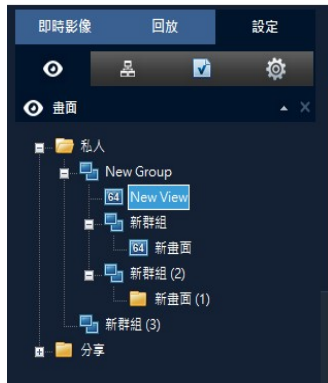 即時影像 回放 設定
畫面
私人
New Group
64 New View
新群組
64 新畫面
新群組 (2)
新畫面 (1)
新群組 (3)
分享